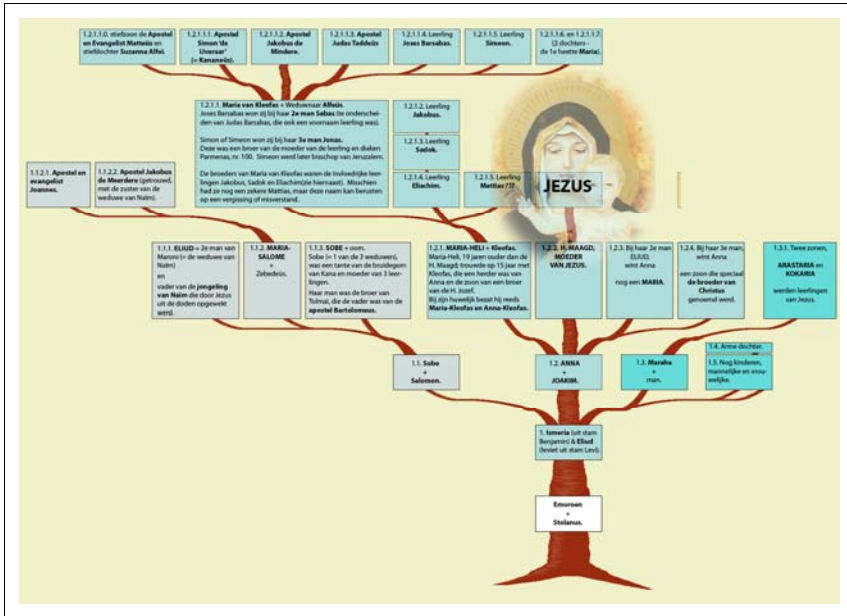 1.2.1.1.0. stiefzoon de Apostel
en Evangelist Matteüs en
stiefdochter Suzanna Alfeï.
1.2.1.1.1. Apostel
Simon 'de
IJveraar'
(= Kananeüs).
1.2.1.1.2. Apostel
Jakobus de
Mindere.
1.2.1.1.3. Apostel
Judas Taddeüs
1.2.1.1.4. Leerling
Joses Barsabas.
1.2.1.1.5. Leerling
Simeon.
1.2.1.1.6. en 1.2.1.1.7.
(2 dochters -
de 1e heette Maria).
1.2.1.1. Maria van Kleofas + Weduwnaar Alfeüs.
Joses Barsabas won zij bij haar 2e man Sabas (te onderschei-
den van Judas Barsabas, die ook een voornaam leerling was).
Simon of Simeon won zij bij haar 3e man Jonas.
Deze was een broer van de moeder van de leerling en diaken
Parmenas, nr. 100. Simeon werd later bisschop van Jeruzalem.
De broeders van Maria van Kleofas waren de invloedrijke leer-
lingen Jakobus, Sadok en Eliachim(zie hiernaast). Misschien
had ze nog een zekere Mattias, maar deze naam kan berusten
op een vergissing of misverstand.
1.2.1.2. Leerling
Jakobus.
1.2.1.3. Leerling
Sadok.
1.2.1.4. Leerling
Eliachim.
1.2.1.5. Leerling
Mattias ???
JEZUS
1.1.2.1. Apostel en
evangelist
Joannes.
1.1.2.2. Apostel Jakobus
de Meerdere (getrouwd,
met de zuster van de
weduwe van Naïm).
1.1.1. ELIUD = 2e man van
Maroni (= de weduwe van
Naïm)
en
vader van de jongeling
van Naïm die door Jezus
uit de doden opgewekt
werd.
1.1.2. MARIA-
SALOME
+
Zebedeüs.
1.1.3. SOBE + oom.
Sobe (= 1 van de 3 weduwen),
was een tante van de bruidegom
van Kana en moeder van 3 leer-
lingen.
Haar man was de broer van
Tolmai, die de vader was van de
apostel Bartolomeus.
1.2.1. MARIA-HELI + Kleofas.
Maria-Heli, 19 jaren ouder dan de
H. Maagd; trouwde op 15 jaar met
Kleofas, die een herder was van
Anna en de zoon van een broer
van de H. Jozef.
Bij zijn huwelijk bezat hij reeds
Maria-Kleofas en Anna-Kleofas.
1.2.2. H. MAAGD,
MOEDER
VAN JEZUS.
1.2.3. Bij haar 2e man
ELIUD,
wint Anna
nog een MARIA.
1.2.4. Bij haar 3e man,
wint Anna
een zoon die speciaal
de broeder van
Christus
genoemd werd.
1.3.1. Twee zonen,
ARASTARIA en
KOKARIA
werden leerlingen
van Jezus.
1.1. Sobe
+
Salomon.
1.2. ANNA
+
JOAKIM.
1.3. Maraha
+
man.
1.4. Arme dochter.
1.5. Nog kinderen,
mannelijke en vrou-
welijke.
1. Ismeria (uit stam
Benjamin) & Eliud
(leviet uit stam Levi).
Emoroen
+
Stolanus.